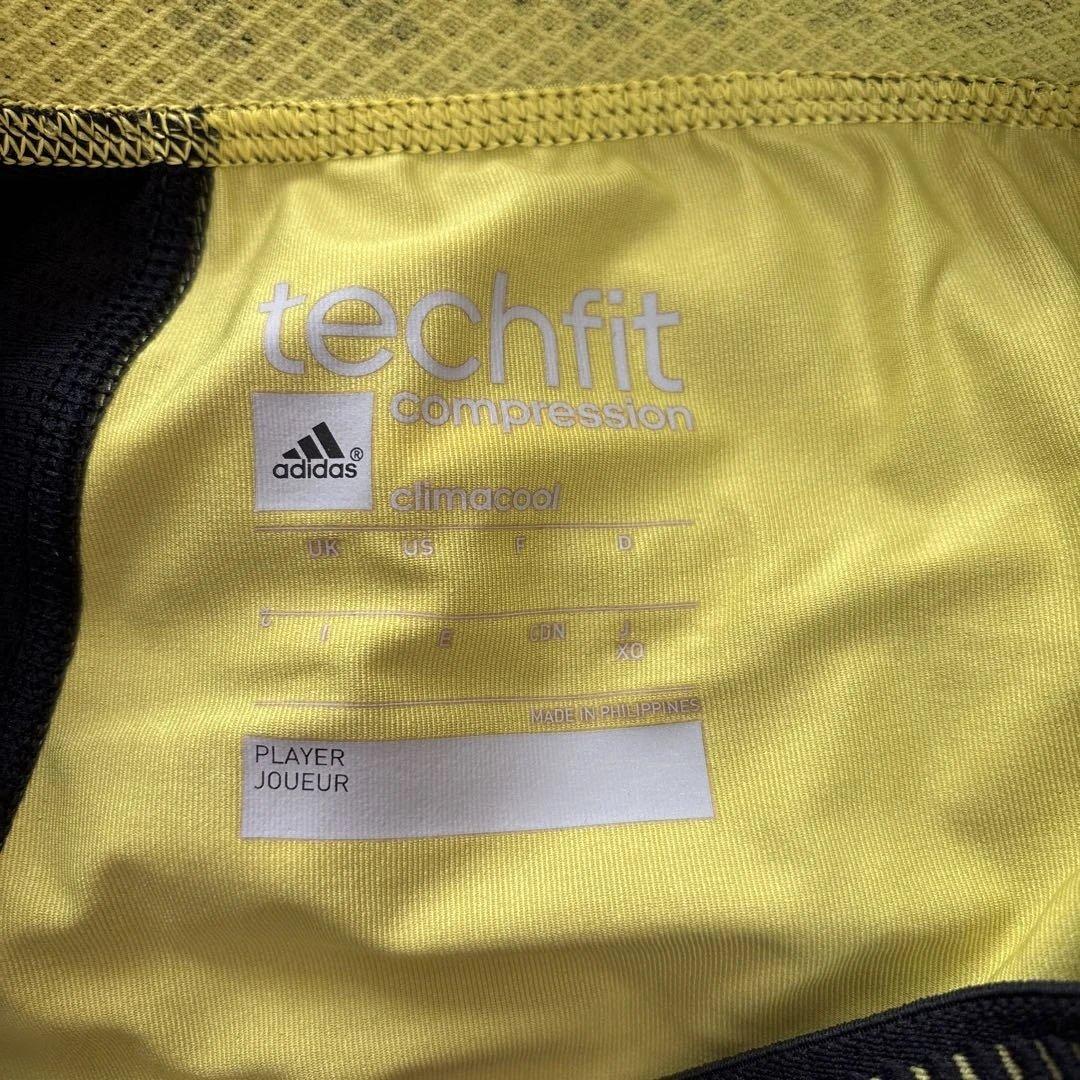 techfit
compression
adidas®
climacool
UK US F D
I E CDN J
XO
MADE IN PHILIPPINES
PLAYER
JOUEUR